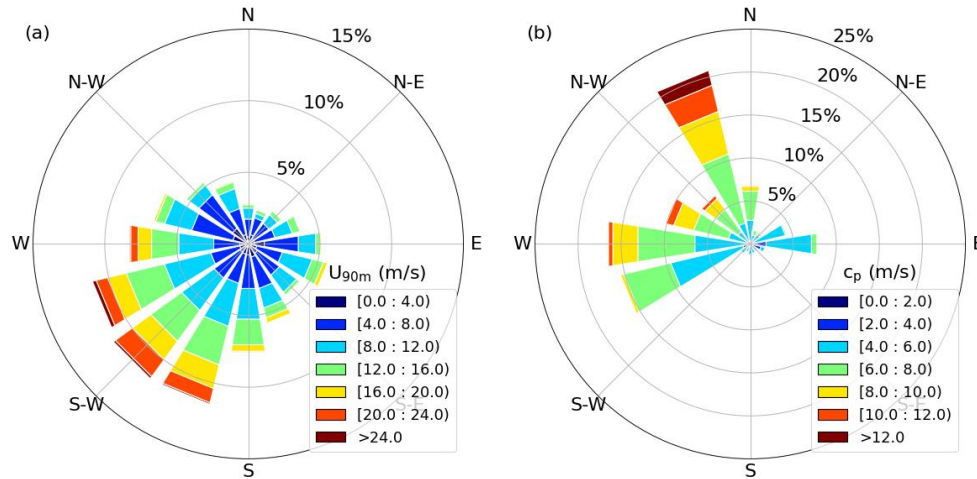 (a)
N
15%
N-W
N-E
10%
5%
W
E
U90m (m/s)
[0.0 : 4.0)
[4.0 : 8.0)
[8.0 : 12.0)
[12.0 : 16.0)
[16.0 : 20.0)
[20.0 : 24.0)
>24.0
S-W
S-E
S
(b)
N
25%
N-W
N-E
20%
15%
10%
5%
W
E
cp (m/s)
[0.0 : 2.0)
[2.0 : 4.0)
[4.0 : 6.0)
[6.0 : 8.0)
[8.0 : 10.0)
[10.0 : 12.0)
>12.0
S-W
S-E
S